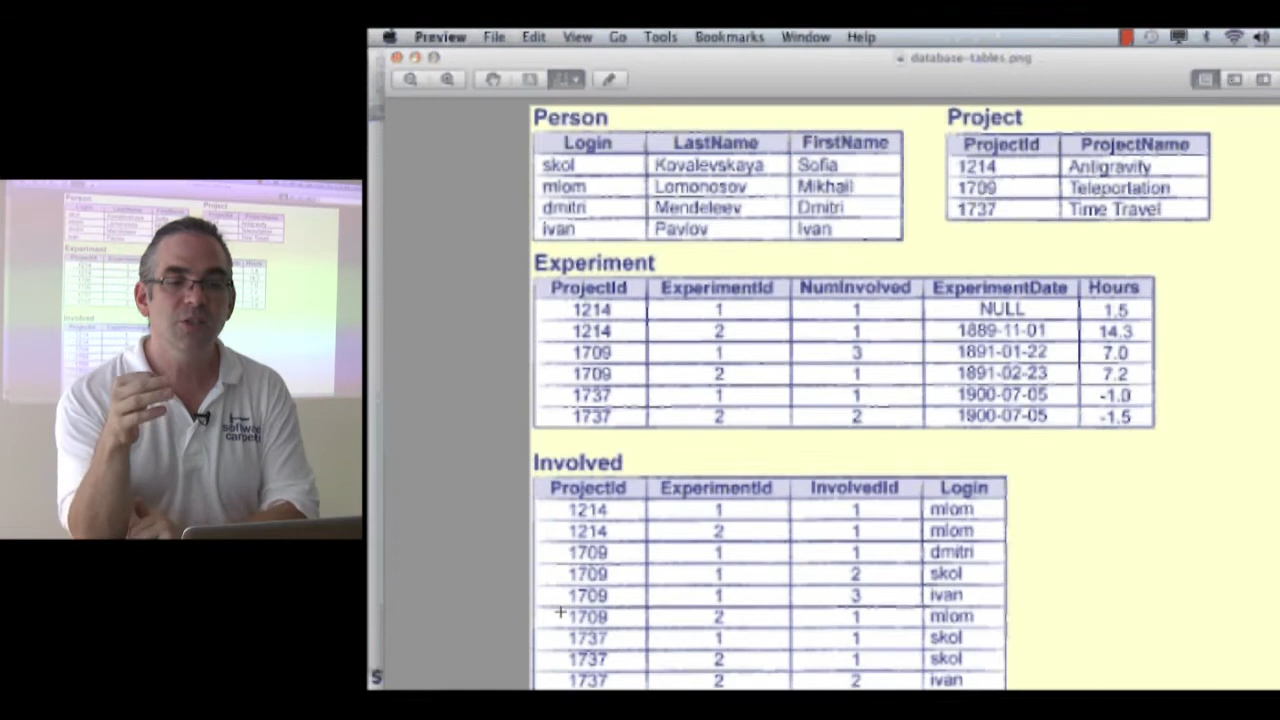 Preview File Edit View Go Tools Bookmarks Window Help
database-tables.png
Person
Login LastName FirstName
skol Kovalevskaya Sofia
mlom Lomonosov Mikhail
dmitri Mendeleev Dmitri
ivan Pavlov Ivan
Project
ProjectId ProjectName
1214 Antigravity
1709 Teleportation
1737 Time Travel
Experiment
ProjectId ExperimentId NumInvolved ExperimentDate Hours
1214 1 1 NULL 1.5
1214 2 1 1889-11-01 14.3
1709 1 3 1891-01-22 7.0
1709 2 1 1891-02-23 7.2
1737 1 1 1900-07-05 -1.0
1737 2 2 1900-07-05 -1.5
Involved
ProjectId ExperimentId InvolvedId Login
1214 1 1 mlom
1214 2 1 mlom
1709 1 1 dmitri
1709 1 2 skol
1709 1 3 ivan
1709 2 1 mlom
1737 1 1 skol
1737 2 1 skol
1737 2 2 ivan
Person
Project
Experiment
Involved